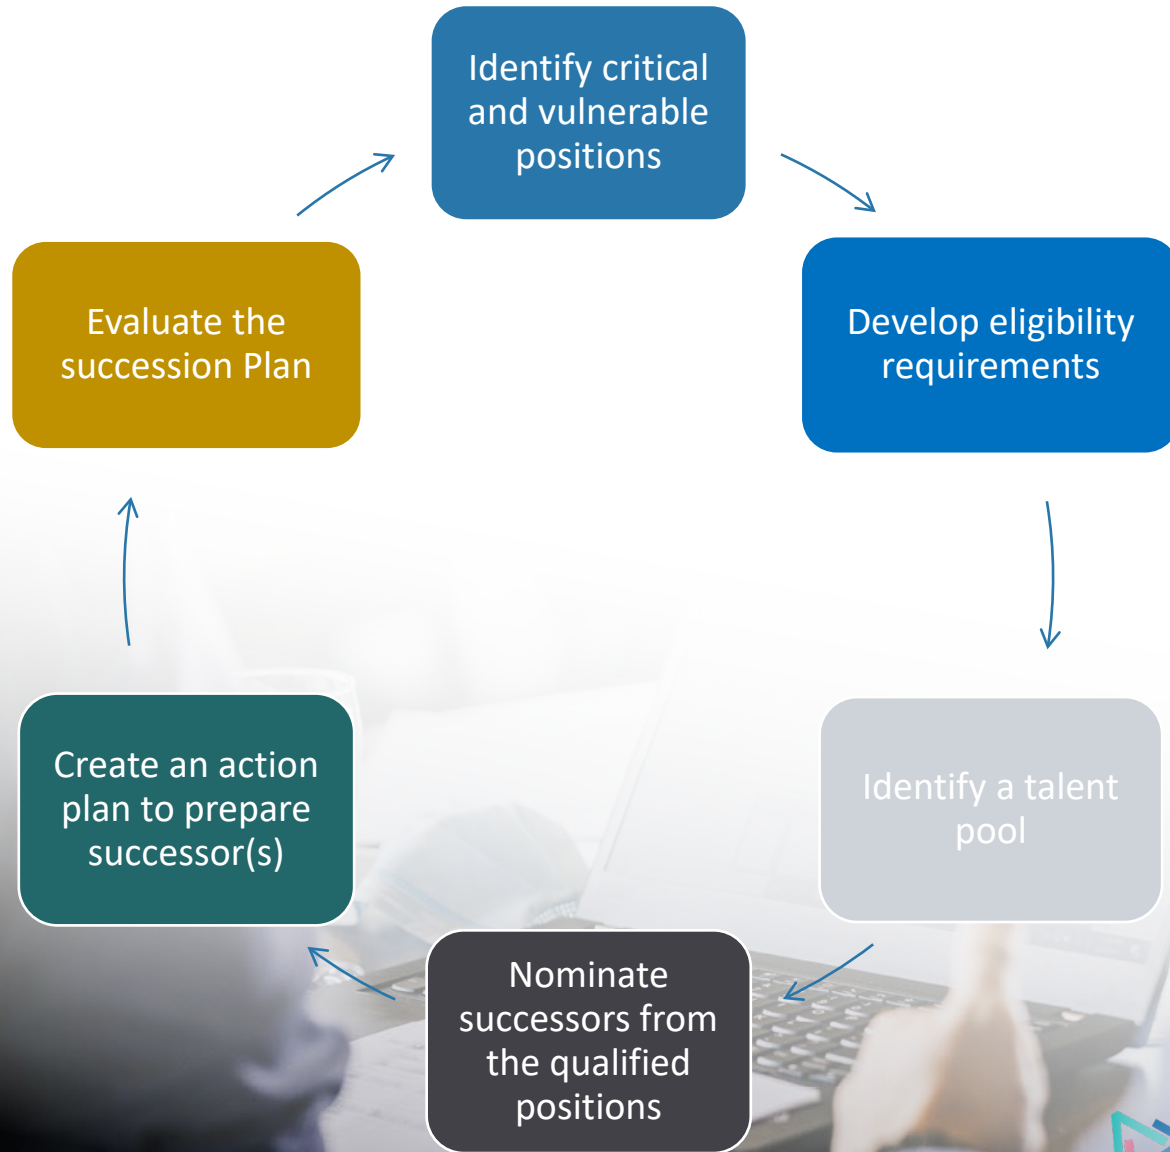 Identify critical
and vulnerable
positions
Develop eligibility
requirements
Identify a talent
pool
Nominate
successors from
the qualified
positions
Create an action
plan to prepare
successor(s)
Evaluate the
succession Plan